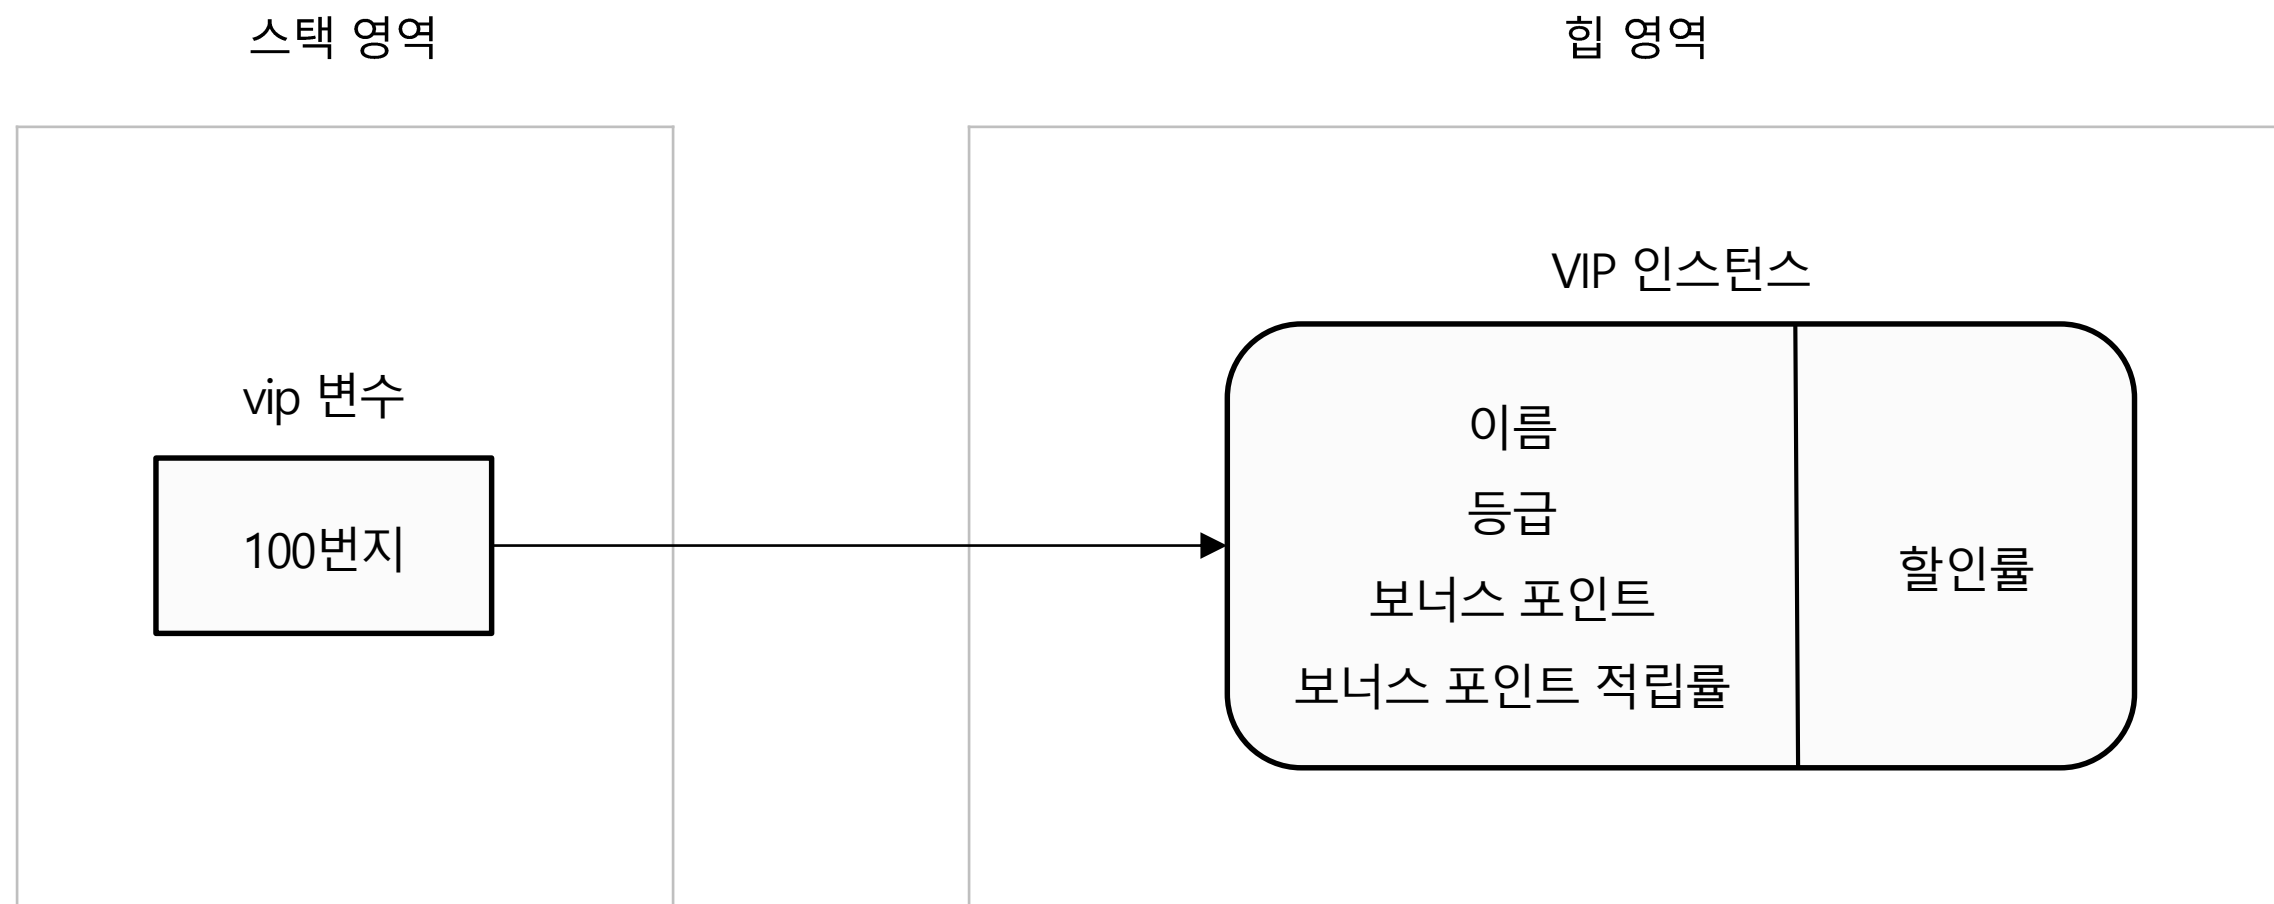 스택 영역
힙 영역
VIP 인스턴스
vip 변수
100번지
이름
등급
보너스 포인트
보너스 포인트 적립률
할인률